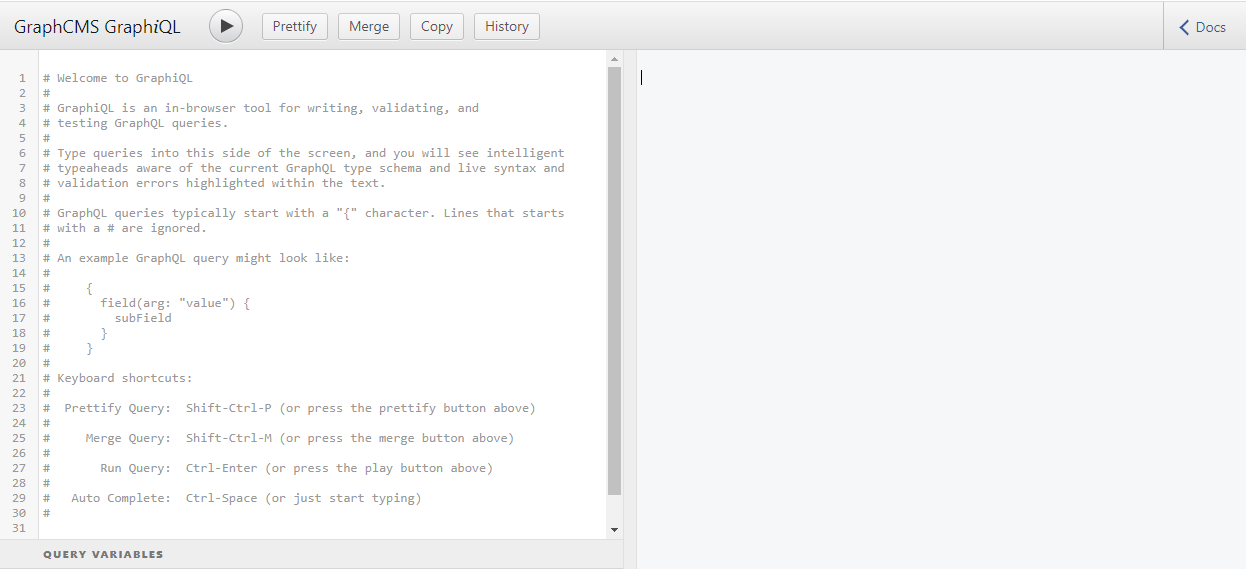 GraphCMS GraphiQL Prettify Merge Copy History Docs
1 # Welcome to GraphiQL
2 #
3 # GraphiQL is an in-browser tool for writing, validating, and
4 # testing GraphQL queries.
5 #
6 # Type queries into this side of the screen, and you will see intelligent
7 # typeaheads aware of the current GraphQL type schema and live syntax and
8 # validation errors highlighted within the text.
9 #
10 # GraphQL queries typically start with a "{" character. Lines that starts
11 # with a # are ignored.
12 #
13 # An example GraphQL query might look like:
14 #
15 #     {
16 #       field(arg: "value") {
17 #         subField
18 #       }
19 #     }
20 #
21 # Keyboard shortcuts:
22 #
23 #  Prettify Query:  Shift-Ctrl-P (or press the prettify button above)
24 #
25 #     Merge Query:  Shift-Ctrl-M (or press the merge button above)
26 #
27 #       Run Query:  Ctrl-Enter (or press the play button above)
28 #
29 #   Auto Complete:  Ctrl-Space (or just start typing)
30 #
31
QUERY VARIABLES